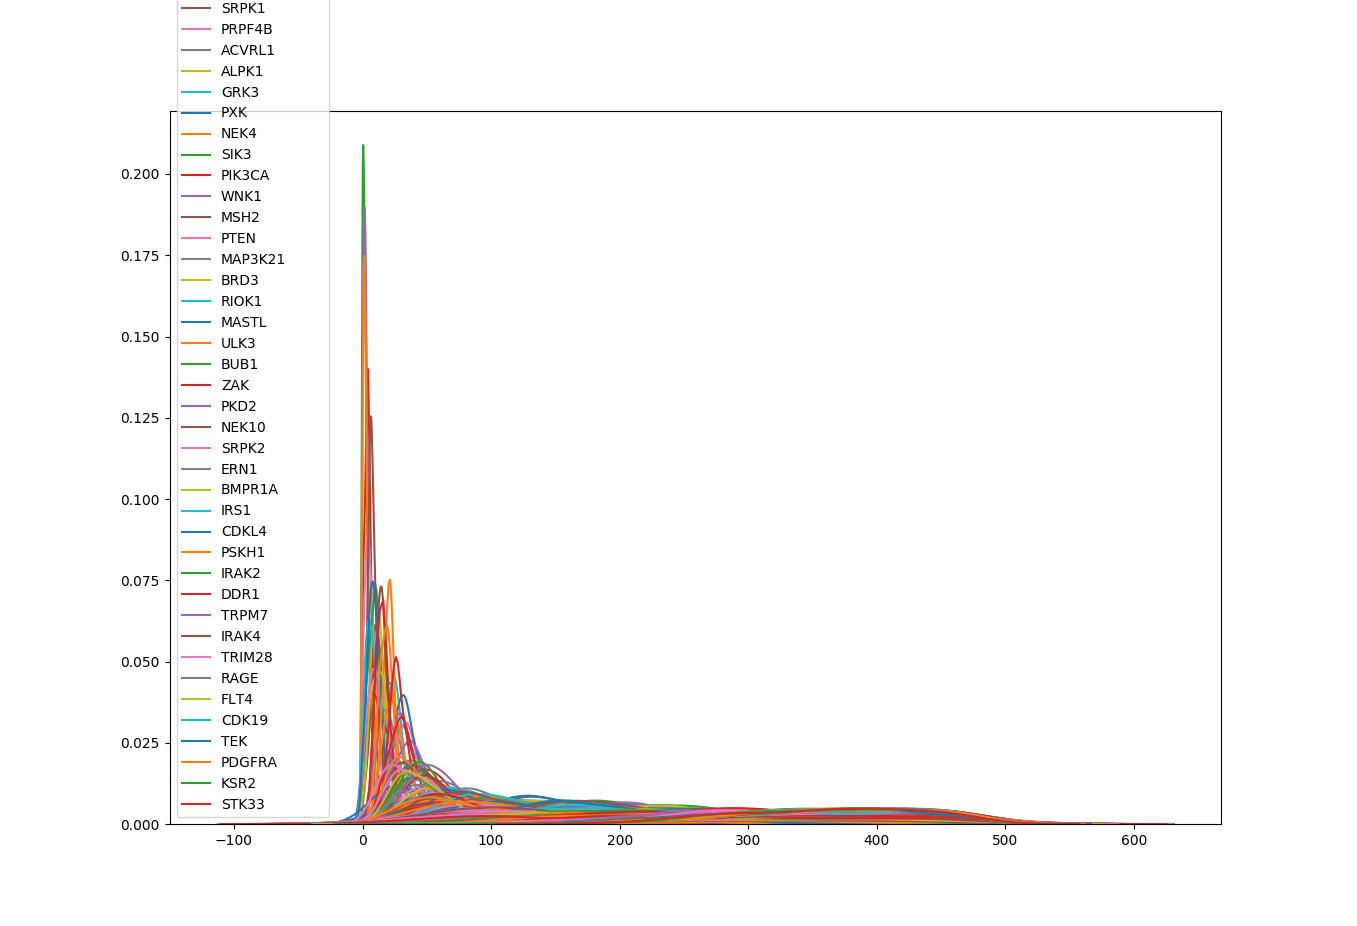 SRPK1
PRPF4B
ACVRL1
ALPK1
GRK3
PXK
NEK4
SIK3
PIK3CA
WNK1
MSH2
PTEN
MAP3K21
BRD3
RIOK1
MASTL
ULK3
BUB1
ZAK
PKD2
NEK10
SRPK2
ERN1
BMPR1A
IRS1
CDKL4
PSKH1
IRAK2
DDR1
TRPM7
IRAK4
TRIM28
RAGE
FLT4
CDK19
TEK
PDGFRA
KSR2
STK33
0.200
0.175
0.150
0.125
0.100
0.075
0.050
0.025
0.000
−100 0 100 200 300 400 500 600